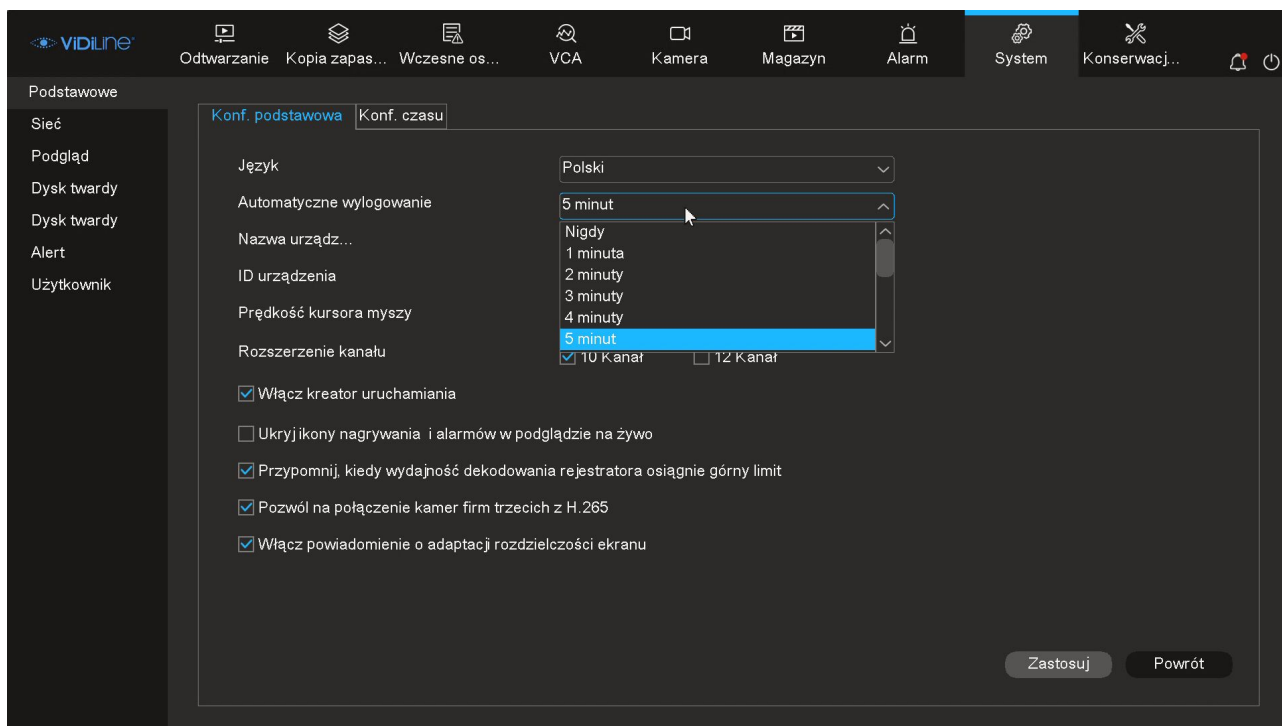 ViDiLine
Odtwarzanie Kopia zapas... Wczesne os... VCA Kamera Magazyn Alarm System Konserwacj...
Podstawowe
Sieć
Podgląd
Dysk twardy
Dysk twardy
Alert
Użytkownik
Konf. podstawowa Konf. czasu
Język Polski
Automatyczne wylogowanie 5 minut
Nazwa urządz... Nigdy
1 minuta
ID urządzenia 2 minuty
3 minuty
Prędkość kursora myszy 4 minuty
5 minut
Rozszerzenie kanału 10 Kanał 12 Kanał
Włącz kreator uruchamiania
Ukryj ikony nagrywania i alarmów w podglądzie na żywo
Przypomnij, kiedy wydajność dekodowania rejestratora osiągnie górny limit
Pozwól na połączenie kamer firm trzecich z H.265
Włącz powiadomienie o adaptacji rozdzielczości ekranu
Zastosuj Powrót